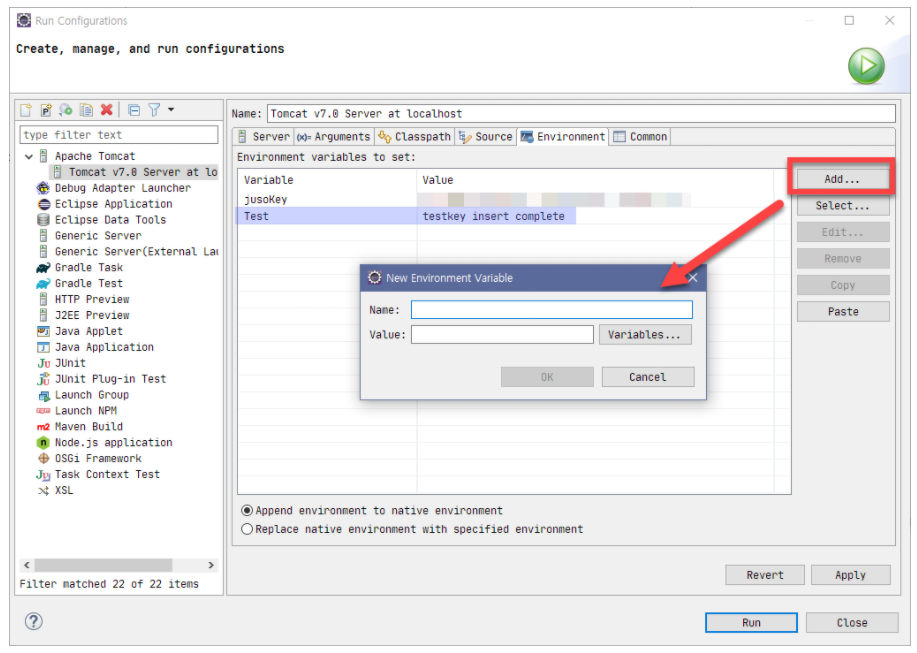 Run Configurations
Create, manage, and run configurations
type filter text
Apache Tomcat
Tomcat v7.0 Server at lo
Debug Adapter Launcher
Eclipse Application
Eclipse Data Tools
Generic Server
Generic Server(External Lau
Gradle Task
Gradle Test
HTTP Preview
J2EE Preview
Java Applet
Java Application
JUnit
JUnit Plug-in Test
Launch Group
Launch NPM
Maven Build
Node.js application
OSGi Framework
Task Context Test
XSL
Filter matched 22 of 22 items
Name: Tomcat v7.0 Server at localhost
Server (x)= Arguments Classpath Source Environment Common
Environment variables to set:
Variable Value
jusoKey
Test testkey insert complete
Add...
Select...
Edit...
Remove
Copy
Paste
New Environment Variable
Name:
Value: Variables...
OK Cancel
Append environment to native environment
Replace native environment with specified environment
Revert Apply
Run Close